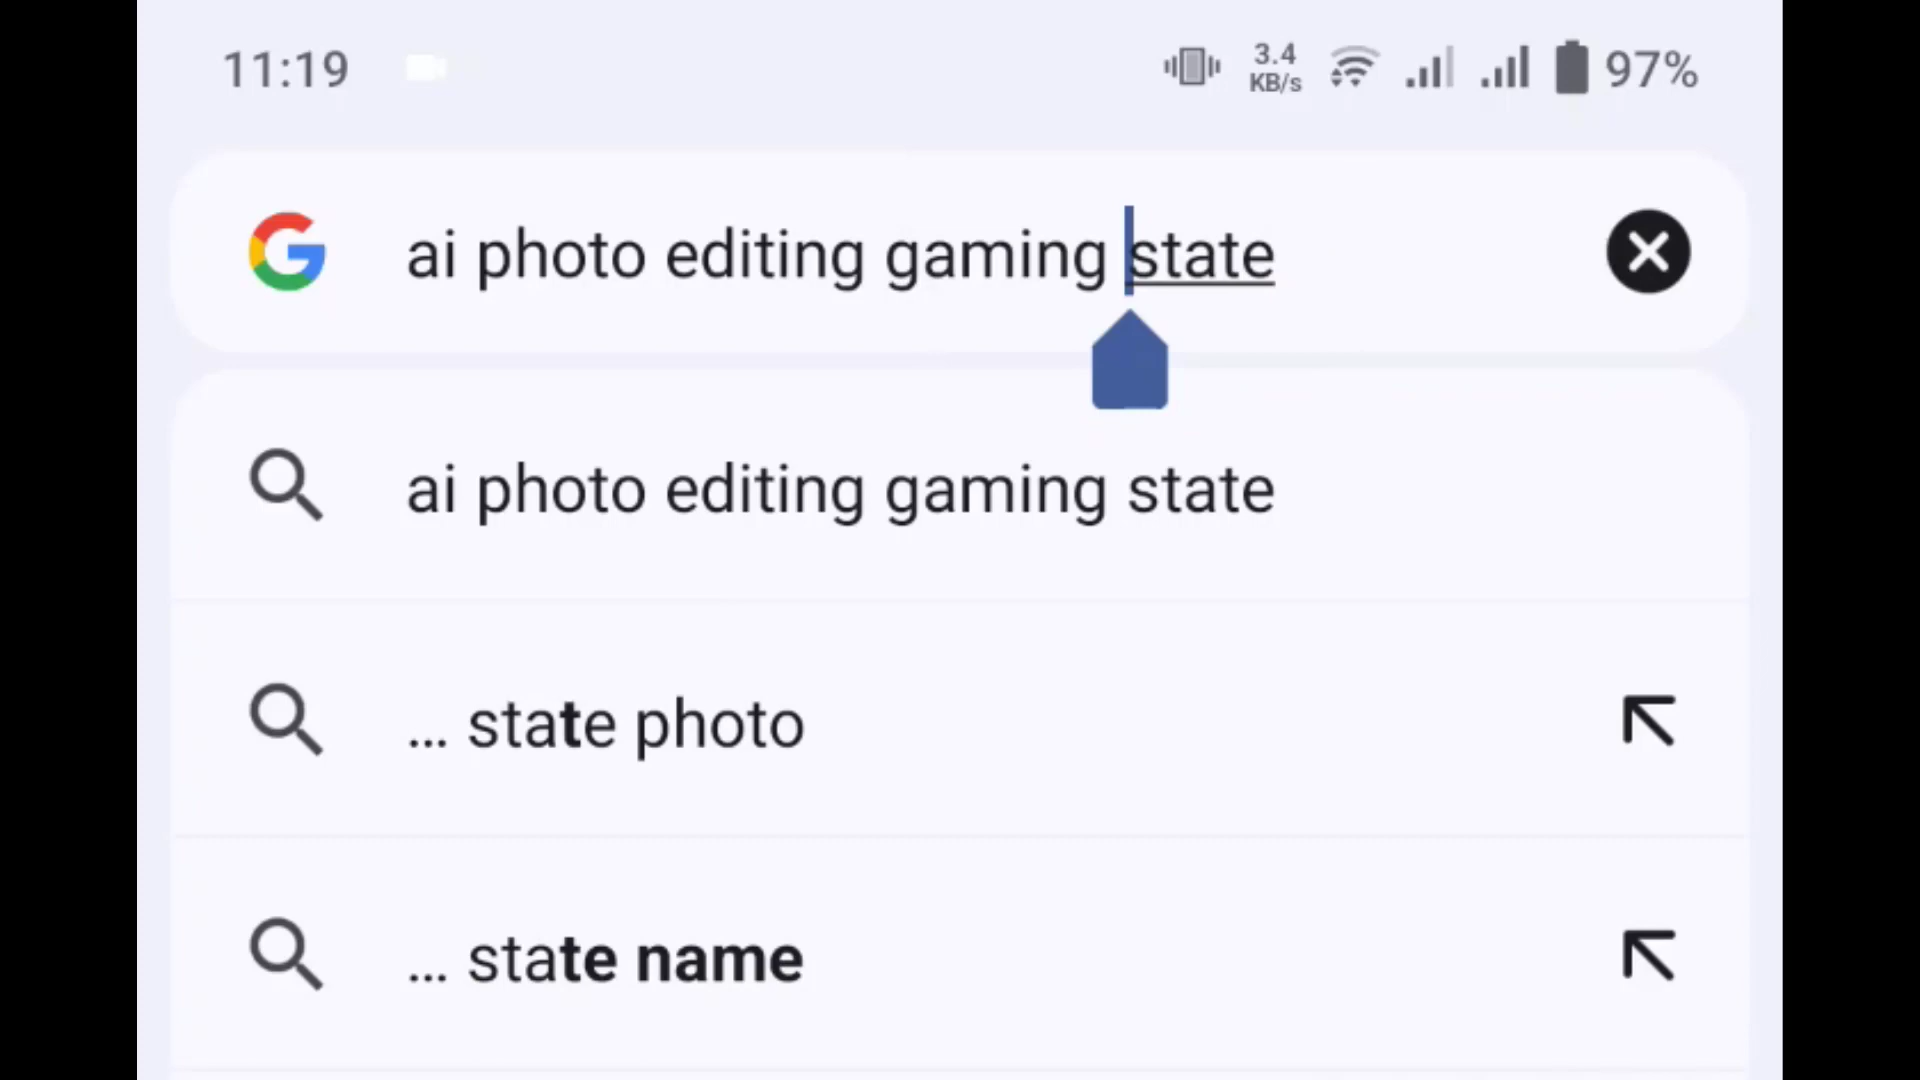 11:19
3.4
KB/s
97%
ai photo editing gaming state
ai photo editing gaming state
... state photo
... state name